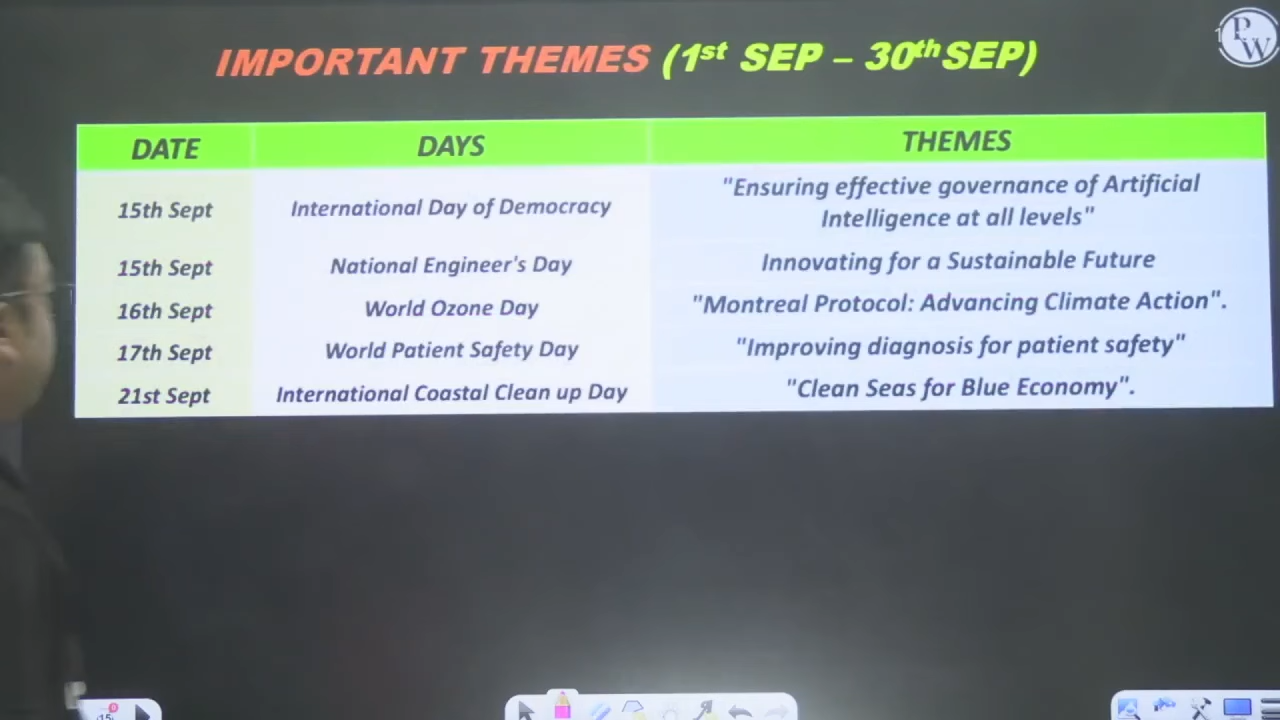 IMPORTANT THEMES (1st SEP – 30th SEP)
PW
DATE DAYS THEMES
15th Sept International Day of Democracy "Ensuring effective governance of Artificial
Intelligence at all levels"
15th Sept National Engineer's Day Innovating for a Sustainable Future
16th Sept World Ozone Day "Montreal Protocol: Advancing Climate Action".
17th Sept World Patient Safety Day "Improving diagnosis for patient safety"
21st Sept International Coastal Clean up Day "Clean Seas for Blue Economy".
15